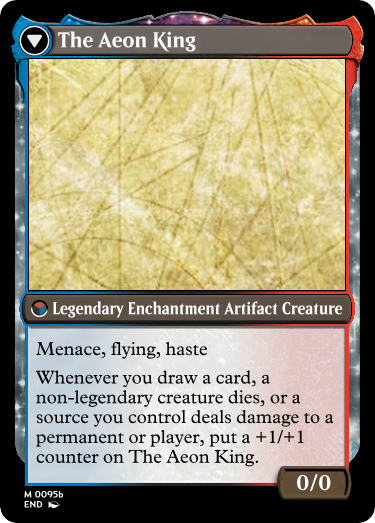 The Aeon King
Legendary Enchantment Artifact Creature
Menace, flying, haste
Whenever you draw a card, a
non-legendary creature dies, or a
source you control deals damage to a
permanent or player, put a +1/+1
counter on The Aeon King.
0/0
M 0095b
END